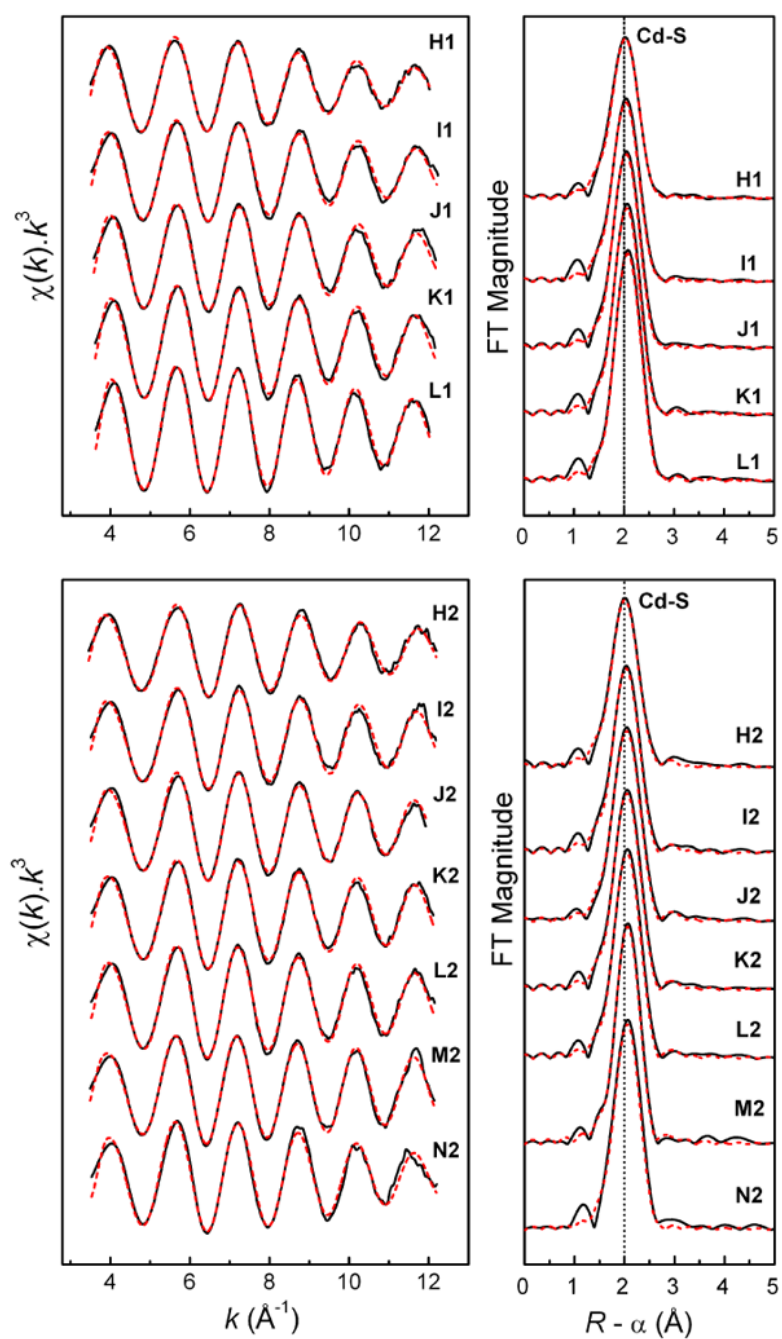 χ(k).k³
H1
I1
J1
K1
L1
4 6 8 10 12
FT Magnitude
Cd-S
H1
I1
J1
K1
L1
0 1 2 3 4 5
χ(k).k³
H2
I2
J2
K2
L2
M2
N2
4 6 8 10 12
k (Å⁻¹)
FT Magnitude
Cd-S
H2
I2
J2
K2
L2
M2
N2
0 1 2 3 4 5
R - α (Å)